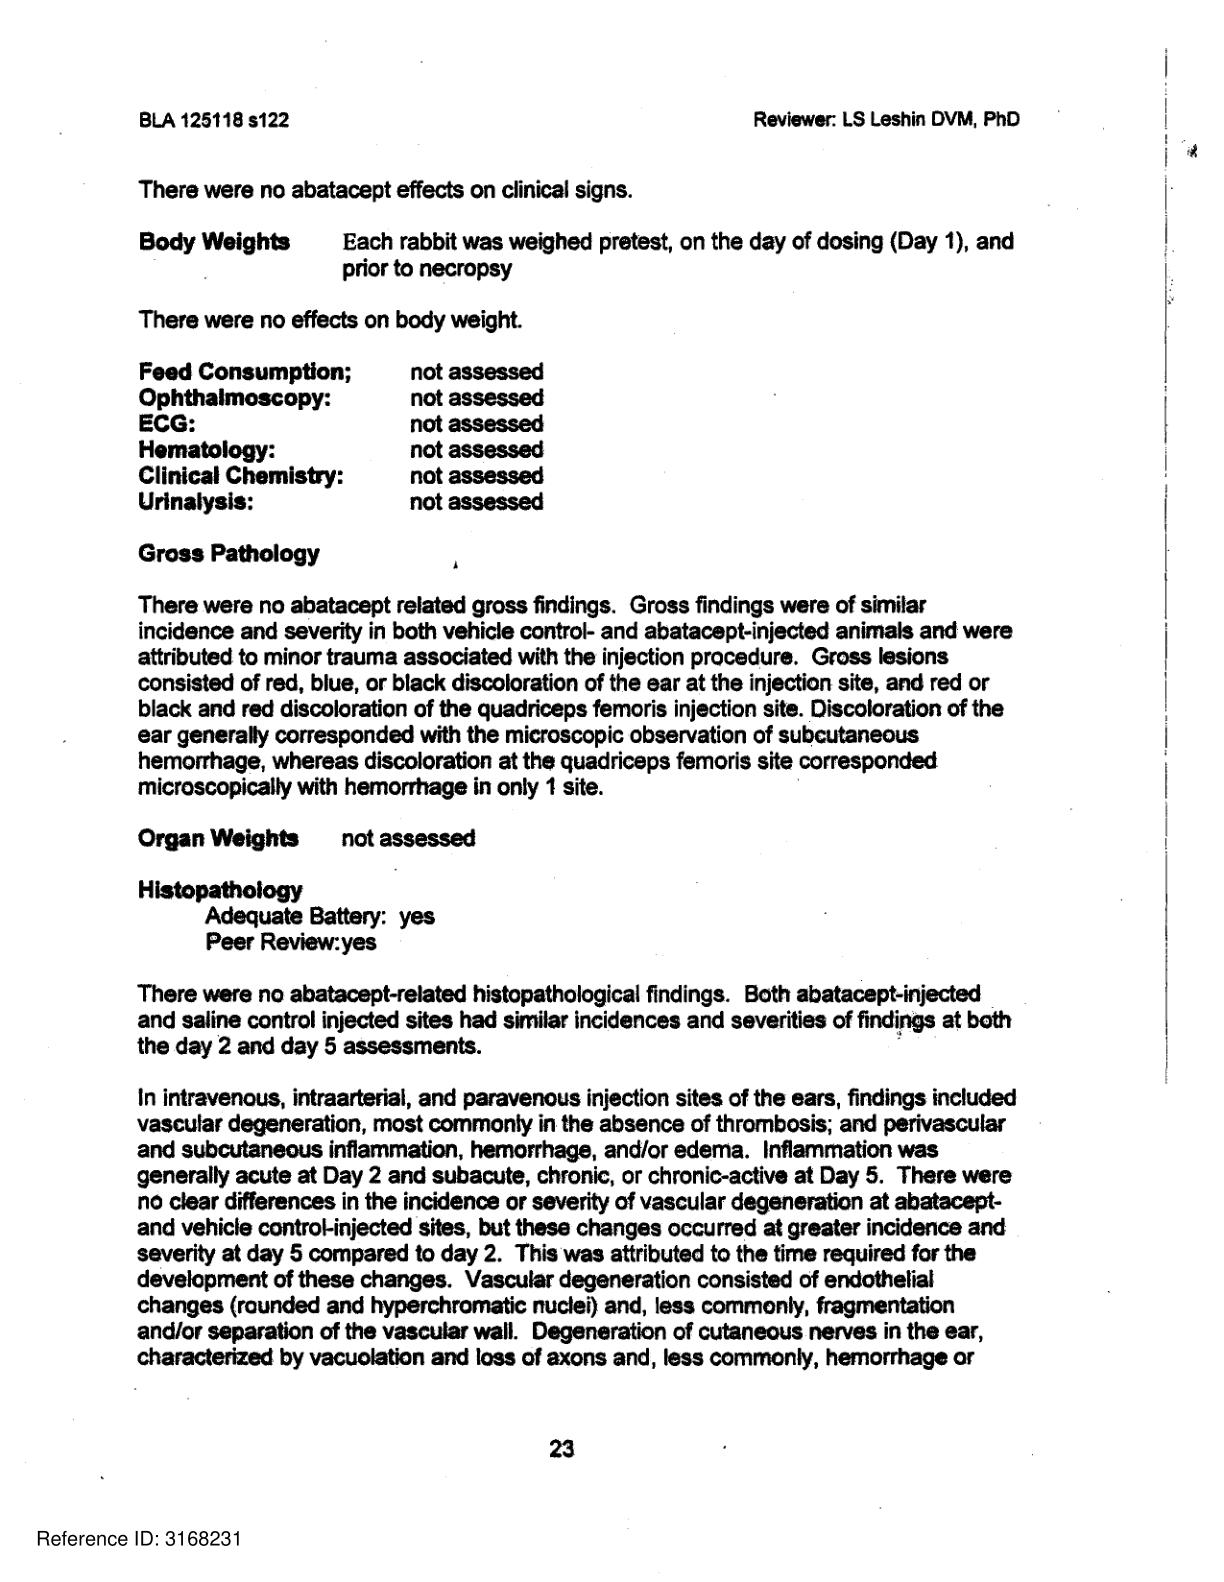 BLA 125118 s122 Reviewer: LS Leshin DVM, PhD
There were no abatacept effects on clinical signs.
Body Weights Each rabbit was weighed pretest, on the day of dosing (Day 1), and
prior to necropsy
There were no effects on body weight.
Feed Consumption; not assessed
Ophthalmoscopy: not assessed
ECG: not assessed
Hematology: not assessed
Clinical Chemistry: not assessed
Urinalysis: not assessed
Gross Pathology
There were no abatacept related gross findings. Gross findings were of similar
incidence and severity in both vehicle control- and abatacept-injected animals and were
attributed to minor trauma associated with the injection procedure. Gross lesions
consisted of red, blue, or black discoloration of the ear at the injection site, and red or
black and red discoloration of the quadriceps femoris injection site. Discoloration of the
ear generally corresponded with the microscopic observation of subcutaneous
hemorrhage, whereas discoloration at the quadriceps femoris site corresponded
microscopically with hemorrhage in only 1 site.
Organ Weights not assessed
Histopathology
Adequate Battery: yes
Peer Review:yes
There were no abatacept-related histopathological findings. Both abatacept-injected
and saline control injected sites had similar incidences and severities of findings at both
the day 2 and day 5 assessments.
In intravenous, intraarterial, and paravenous injection sites of the ears, findings included
vascular degeneration, most commonly in the absence of thrombosis; and perivascular
and subcutaneous inflammation, hemorrhage, and/or edema. Inflammation was
generally acute at Day 2 and subacute, chronic, or chronic-active at Day 5. There were
no clear differences in the incidence or severity of vascular degeneration at abatacept-
and vehicle control-injected sites, but these changes occurred at greater incidence and
severity at day 5 compared to day 2. This was attributed to the time required for the
development of these changes. Vascular degeneration consisted of endothelial
changes (rounded and hyperchromatic nuclei) and, less commonly, fragmentation
and/or separation of the vascular wall. Degeneration of cutaneous nerves in the ear,
characterized by vacuolation and loss of axons and, less commonly, hemorrhage or
23
Reference ID: 3168231